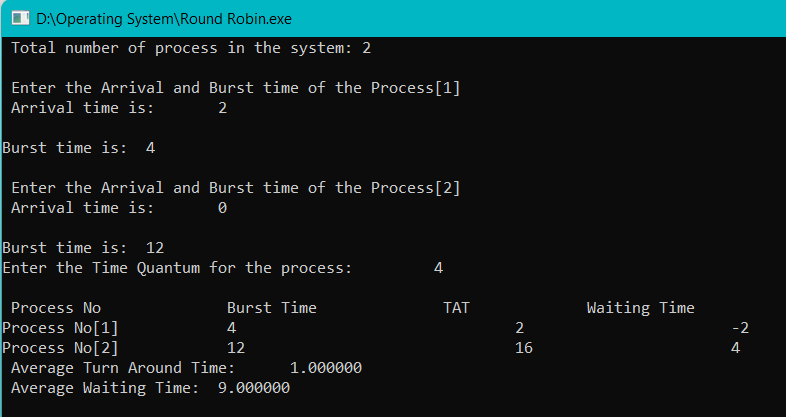 D:\Operating System\Round Robin.exe
Total number of process in the system: 2
Enter the Arrival and Burst time of the Process[1]
Arrival time is: 2
Burst time is: 4
Enter the Arrival and Burst time of the Process[2]
Arrival time is: 0
Burst time is: 12
Enter the Time Quantum for the process: 4
Process No Burst Time TAT Waiting Time
Process No[1] 4 2 -2
Process No[2] 12 16 4
Average Turn Around Time: 1.000000
Average Waiting Time: 9.000000